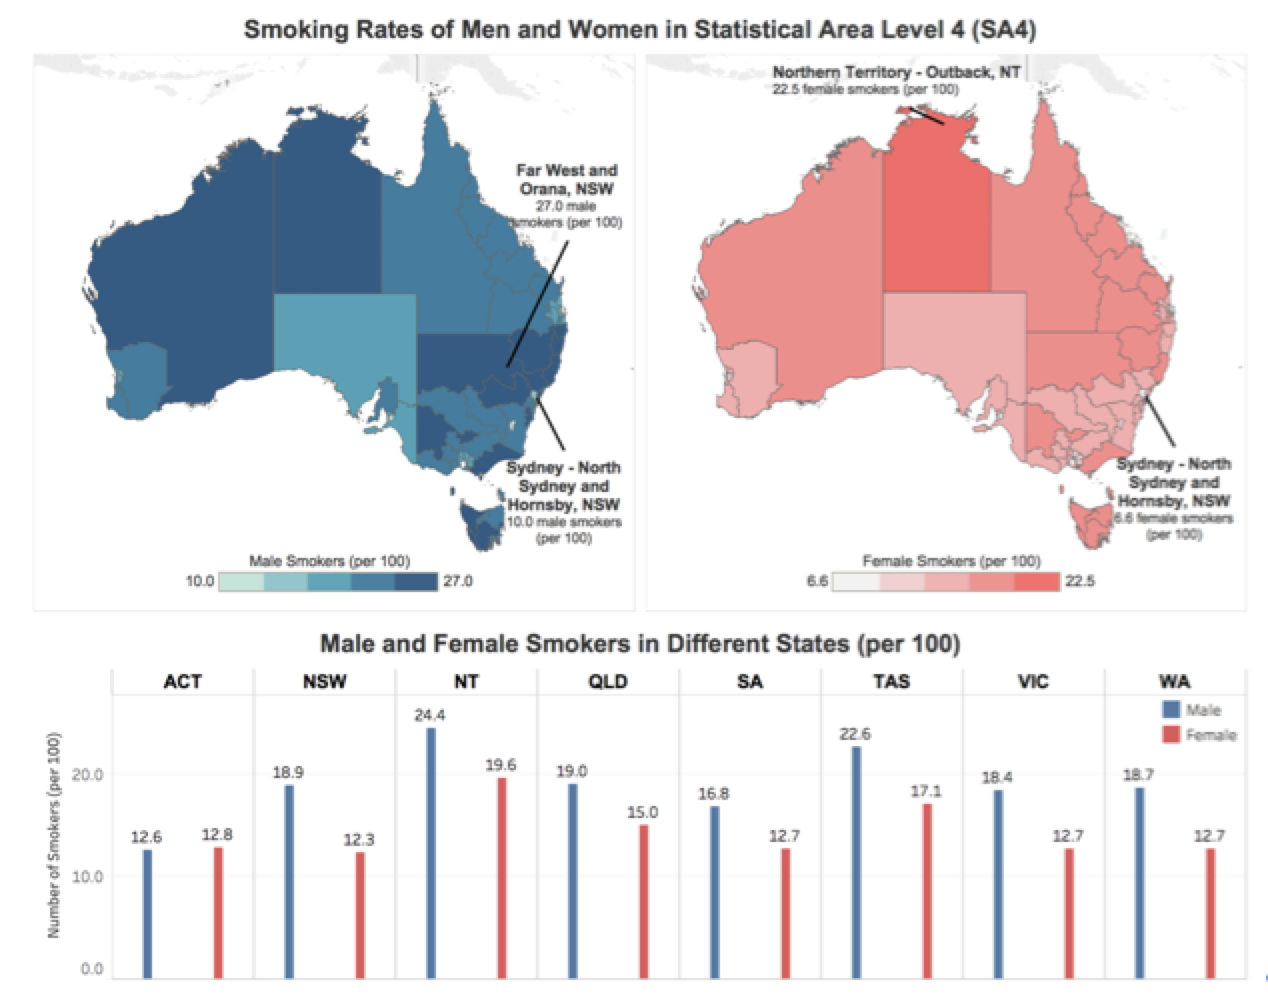 Smoking Rates of Men and Women in Statistical Area Level 4 (SA4)
Far West and
Orana, NSW
27.0 male
smokers (per 100)
Sydney - North
Sydney and
Hornsby, NSW
10.0 male smokers
(per 100)
Male Smokers (per 100)
10.0 27.0
Northern Territory - Outback, NT
22.5 female smokers (per 100)
Sydney - North
Sydney and
Hornsby, NSW
6.6 female smokers
(per 100)
Female Smokers (per 100)
6.6 22.5
Male and Female Smokers in Different States (per 100)
ACT NSW NT QLD SA TAS VIC WA
Male
Female
Number of Smokers (per 100)
20.0
10.0
0.0
12.6 12.8
18.9 12.3
24.4 19.6
19.0 15.0
16.8 12.7
22.6 17.1
18.4 12.7
18.7 12.7